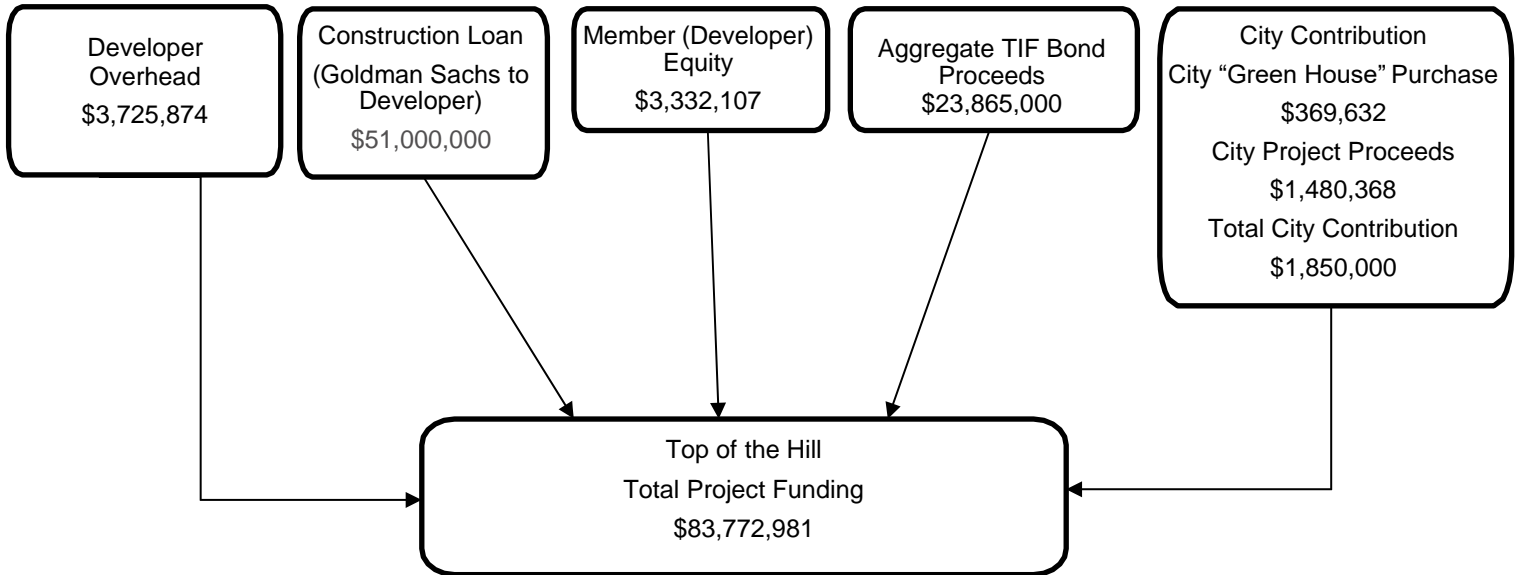 Developer
Overhead
$3,725,874
Construction Loan
(Goldman Sachs to
Developer)
$51,000,000
Member (Developer)
Equity
$3,332,107
Aggregate TIF Bond
Proceeds
$23,865,000
City Contribution
City “Green House” Purchase
$369,632
City Project Proceeds
$1,480,368
Total City Contribution
$1,850,000
Top of the Hill
Total Project Funding
$83,772,981